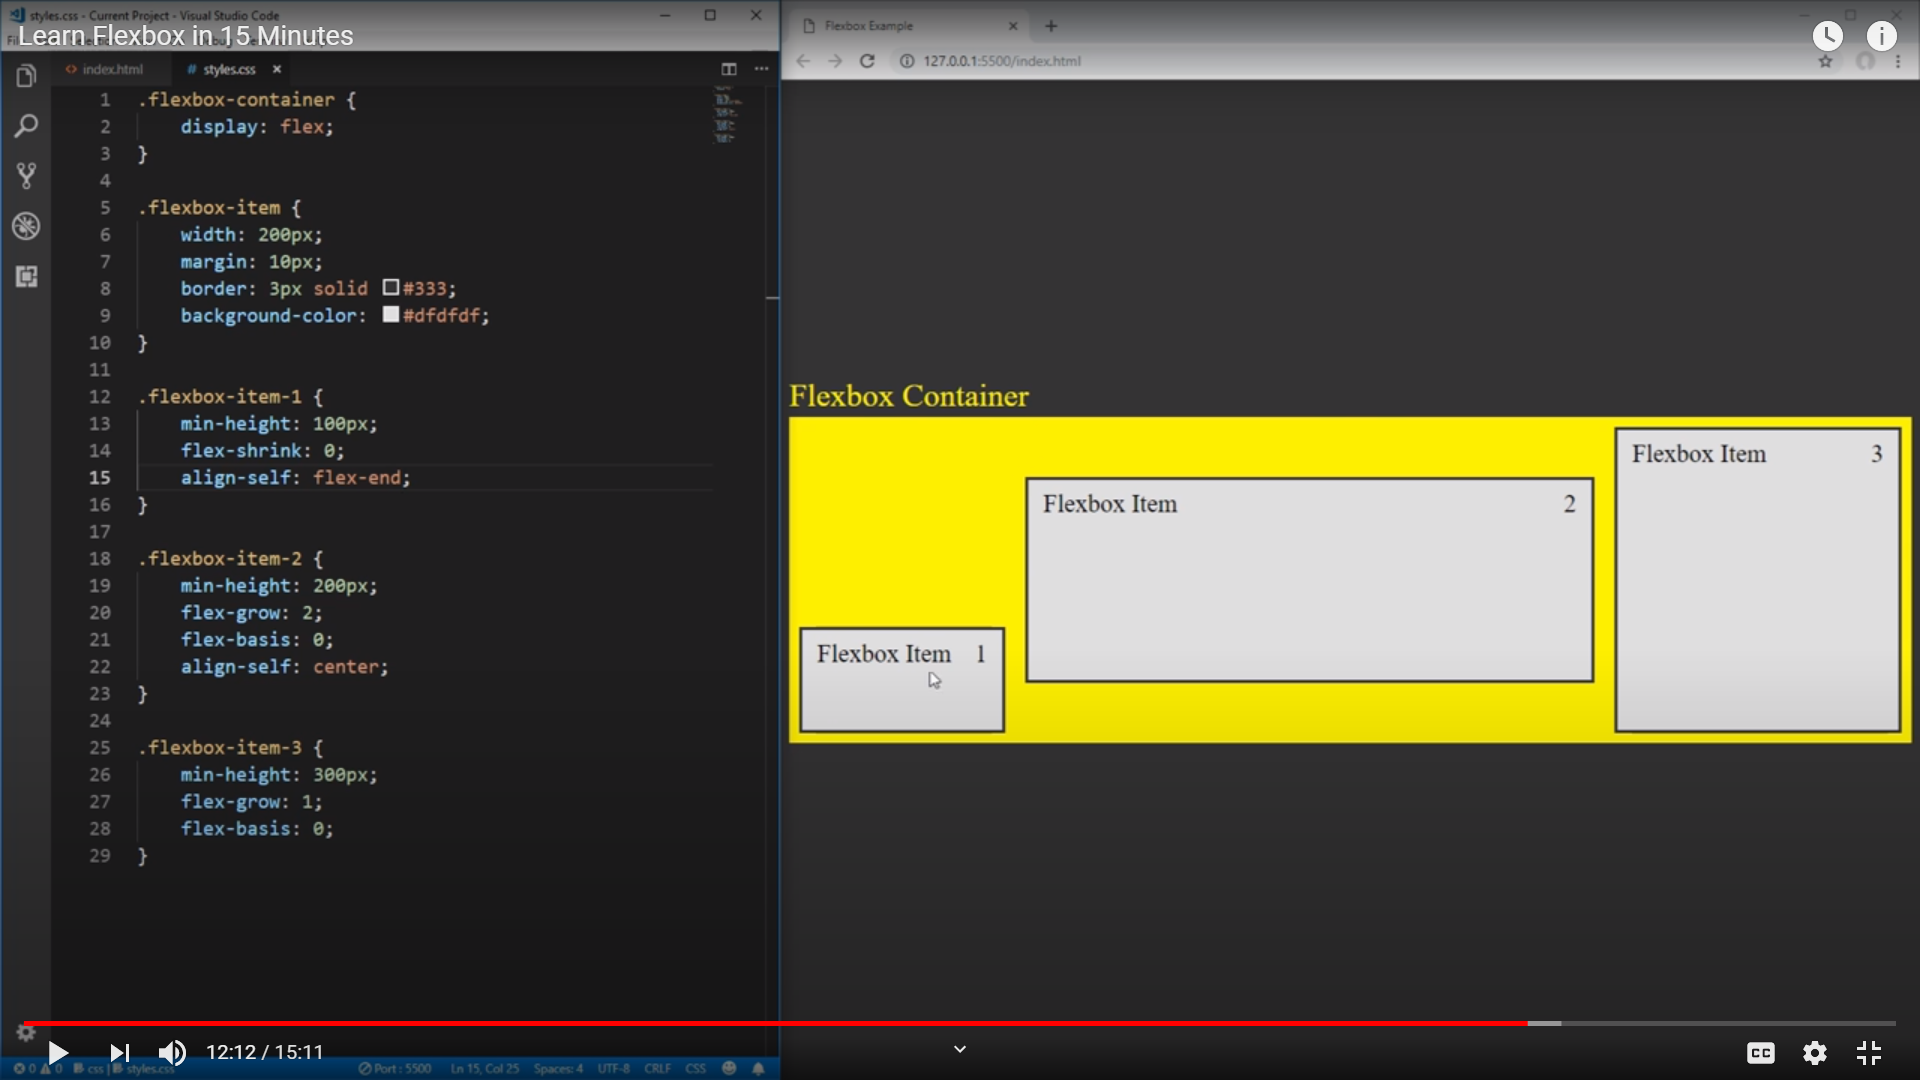 styles.css - Current Project - Visual Studio Code
Learn Flexbox in 15 Minutes
index.html
# styles.css
1 .flexbox-container {
2 display: flex;
3 }
4
5 .flexbox-item {
6 width: 200px;
7 margin: 10px;
8 border: 3px solid #333;
9 background-color: #dfdfdf;
10 }
11
12 .flexbox-item-1 {
13 min-height: 100px;
14 flex-shrink: 0;
15 align-self: flex-end;
16 }
17
18 .flexbox-item-2 {
19 min-height: 200px;
20 flex-grow: 2;
21 flex-basis: 0;
22 align-self: center;
23 }
24
25 .flexbox-item-3 {
26 min-height: 300px;
27 flex-grow: 1;
28 flex-basis: 0;
29 }
Flexbox Example
127.0.0.1:5500/index.html
Flexbox Container
Flexbox Item 1
Flexbox Item 2
Flexbox Item 3
12:12 / 15:11
CC
0 0 css | styles.css Port : 5500 Ln 15, Col 25 Spaces: 4 UTF-8 CRLF CSS